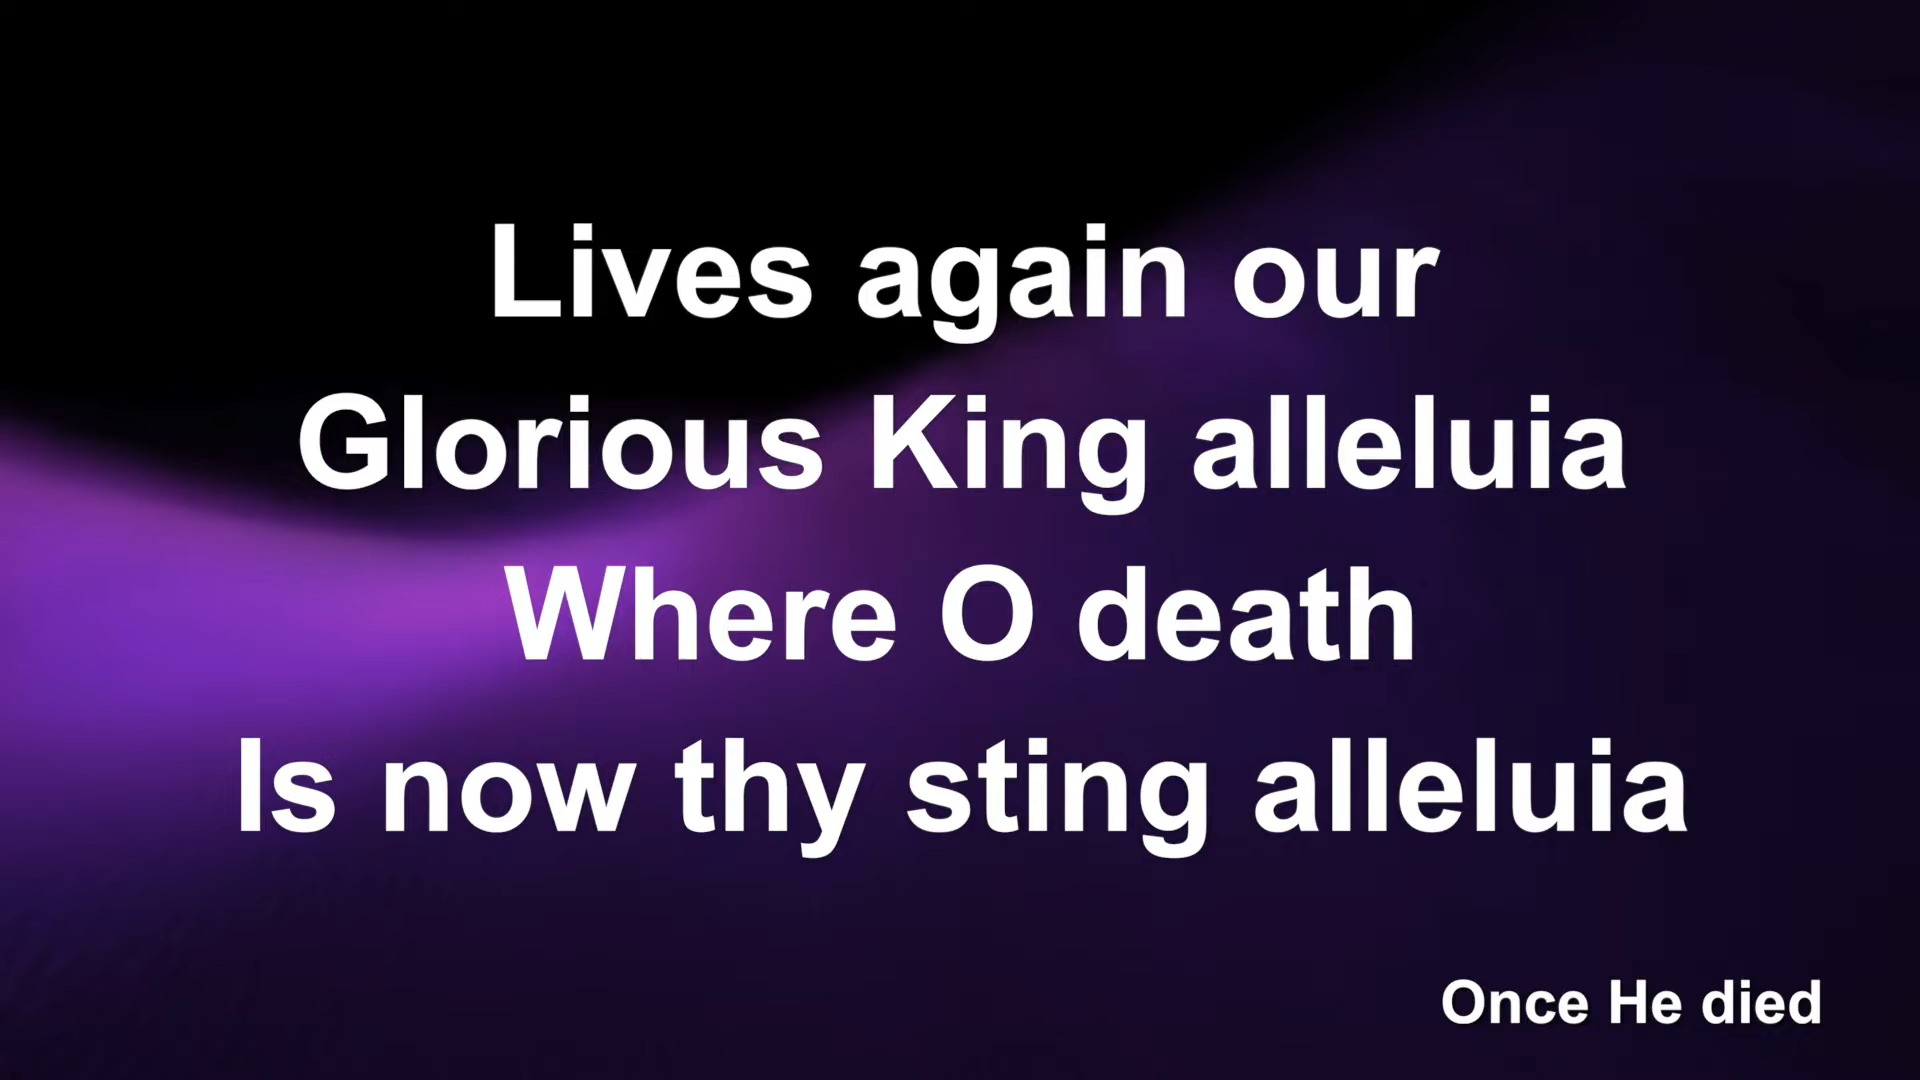 Lives again our
Glorious King alleluia
Where O death
Is now thy sting alleluia
Once He died